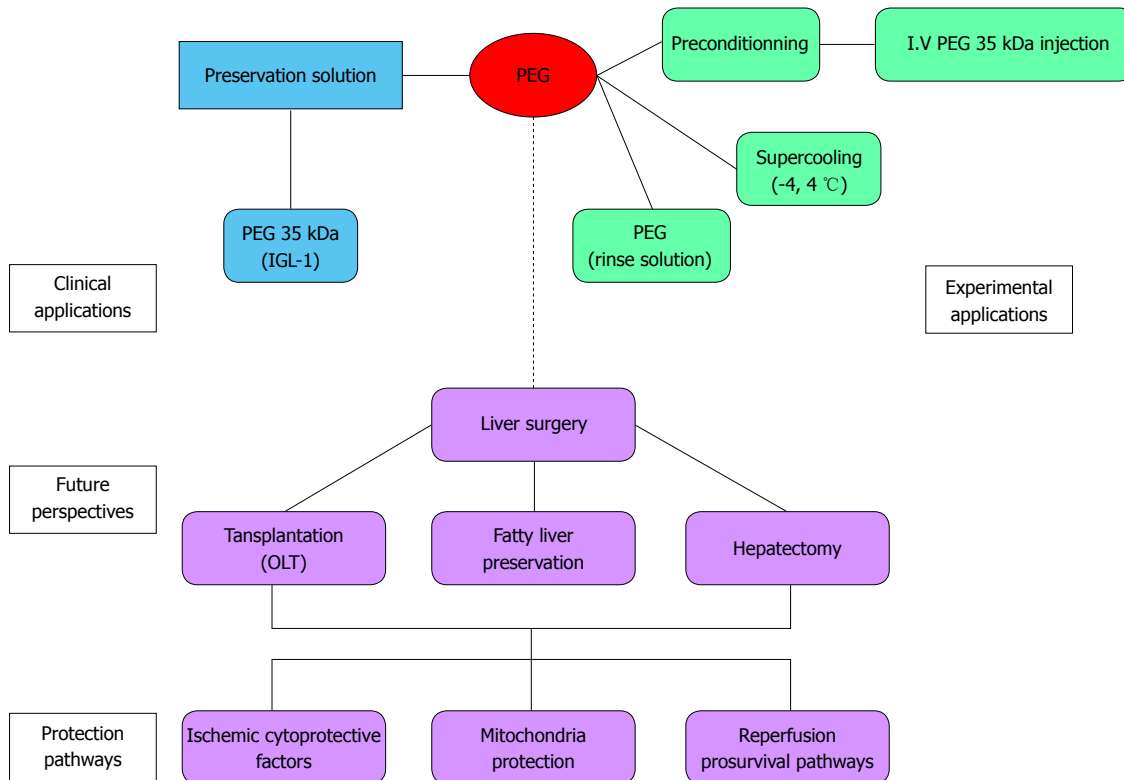 Preservation solution
PEG
Preconditionning
I.V PEG 35 kDa injection
Supercooling
(-4, 4 ℃)
PEG 35 kDa
(IGL-1)
PEG
(rinse solution)
Clinical
applications
Experimental
applications
Liver surgery
Future
perspectives
Tansplantation
(OLT)
Fatty liver
preservation
Hepatectomy
Protection
pathways
Ischemic cytoprotective
factors
Mitochondria
protection
Reperfusion
prosurvival pathways